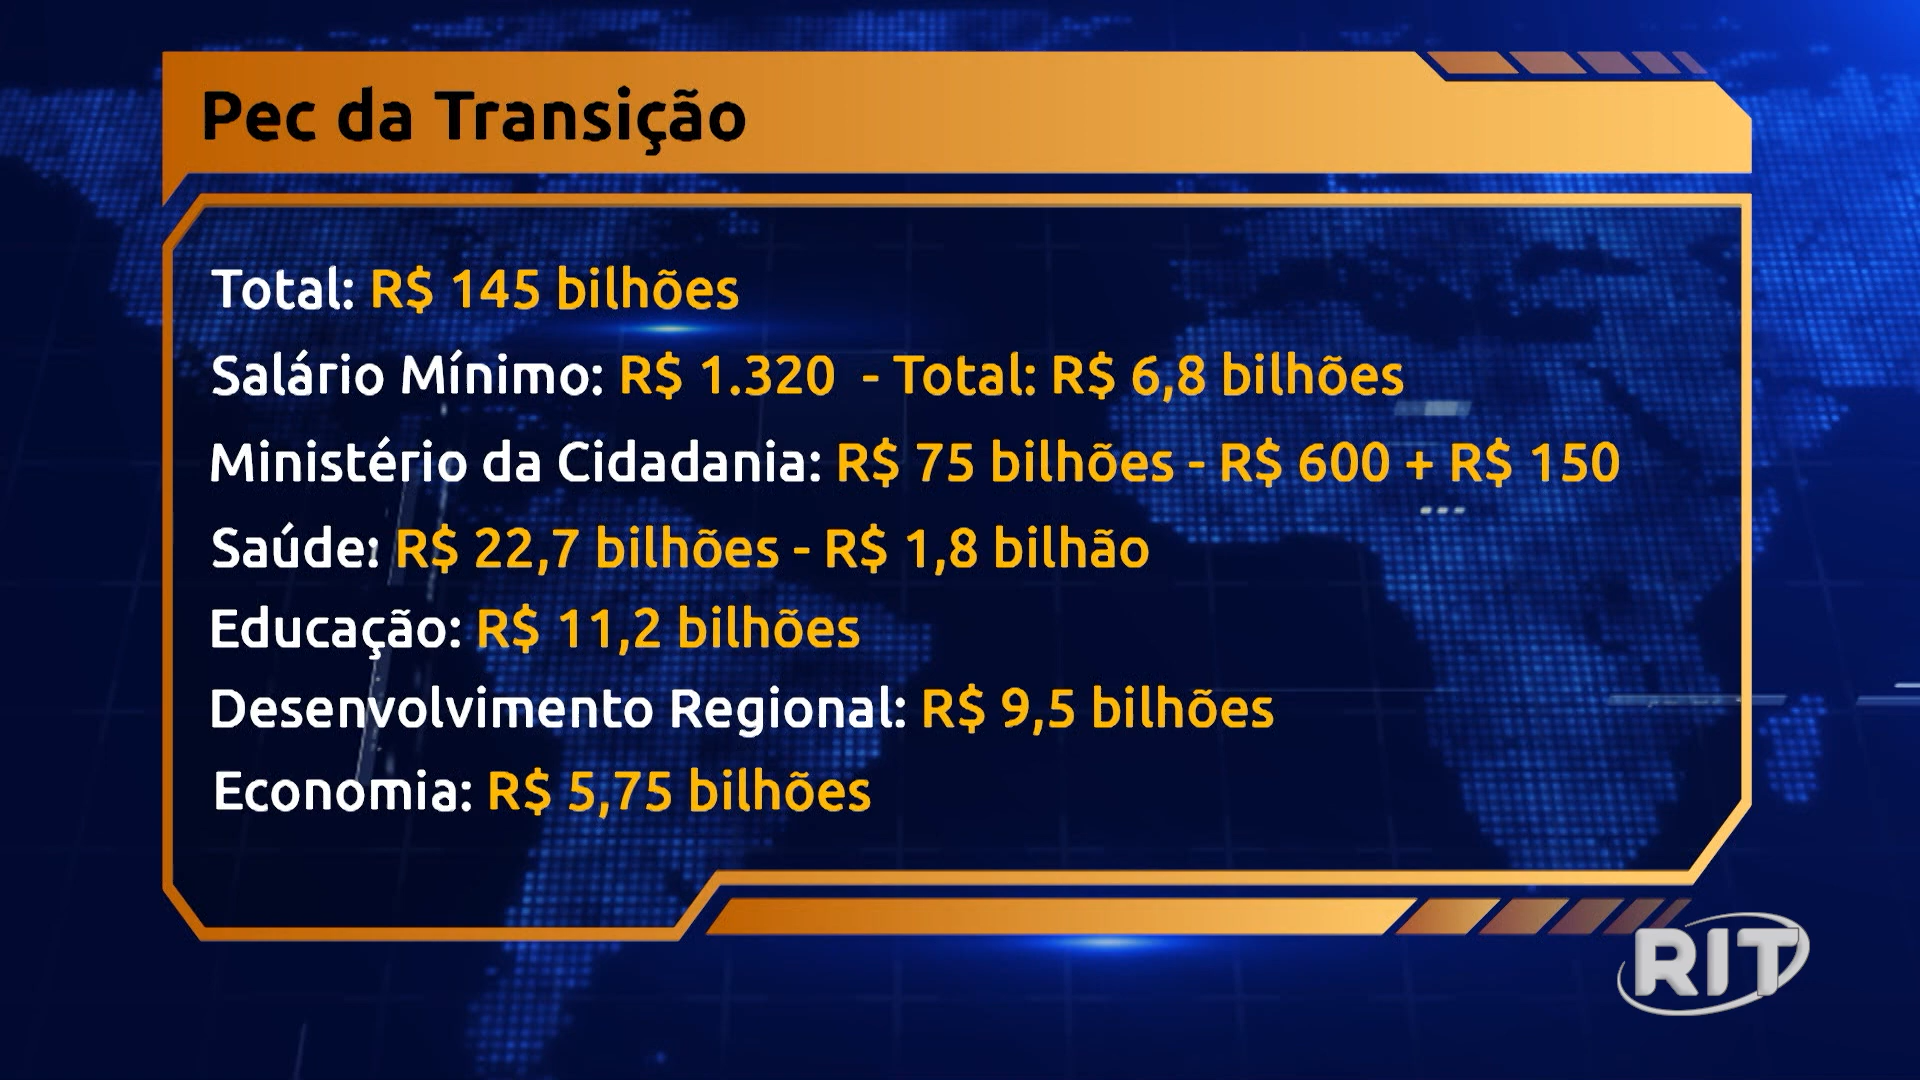 Pec da Transição
Total: R$ 145 bilhões
Salário Mínimo: R$ 1.320 - Total: R$ 6,8 bilhões
Ministério da Cidadania: R$ 75 bilhões - R$ 600 + R$ 150
Saúde: R$ 22,7 bilhões - R$ 1,8 bilhão
Educação: R$ 11,2 bilhões
Desenvolvimento Regional: R$ 9,5 bilhões
Economia: R$ 5,75 bilhões
RIT